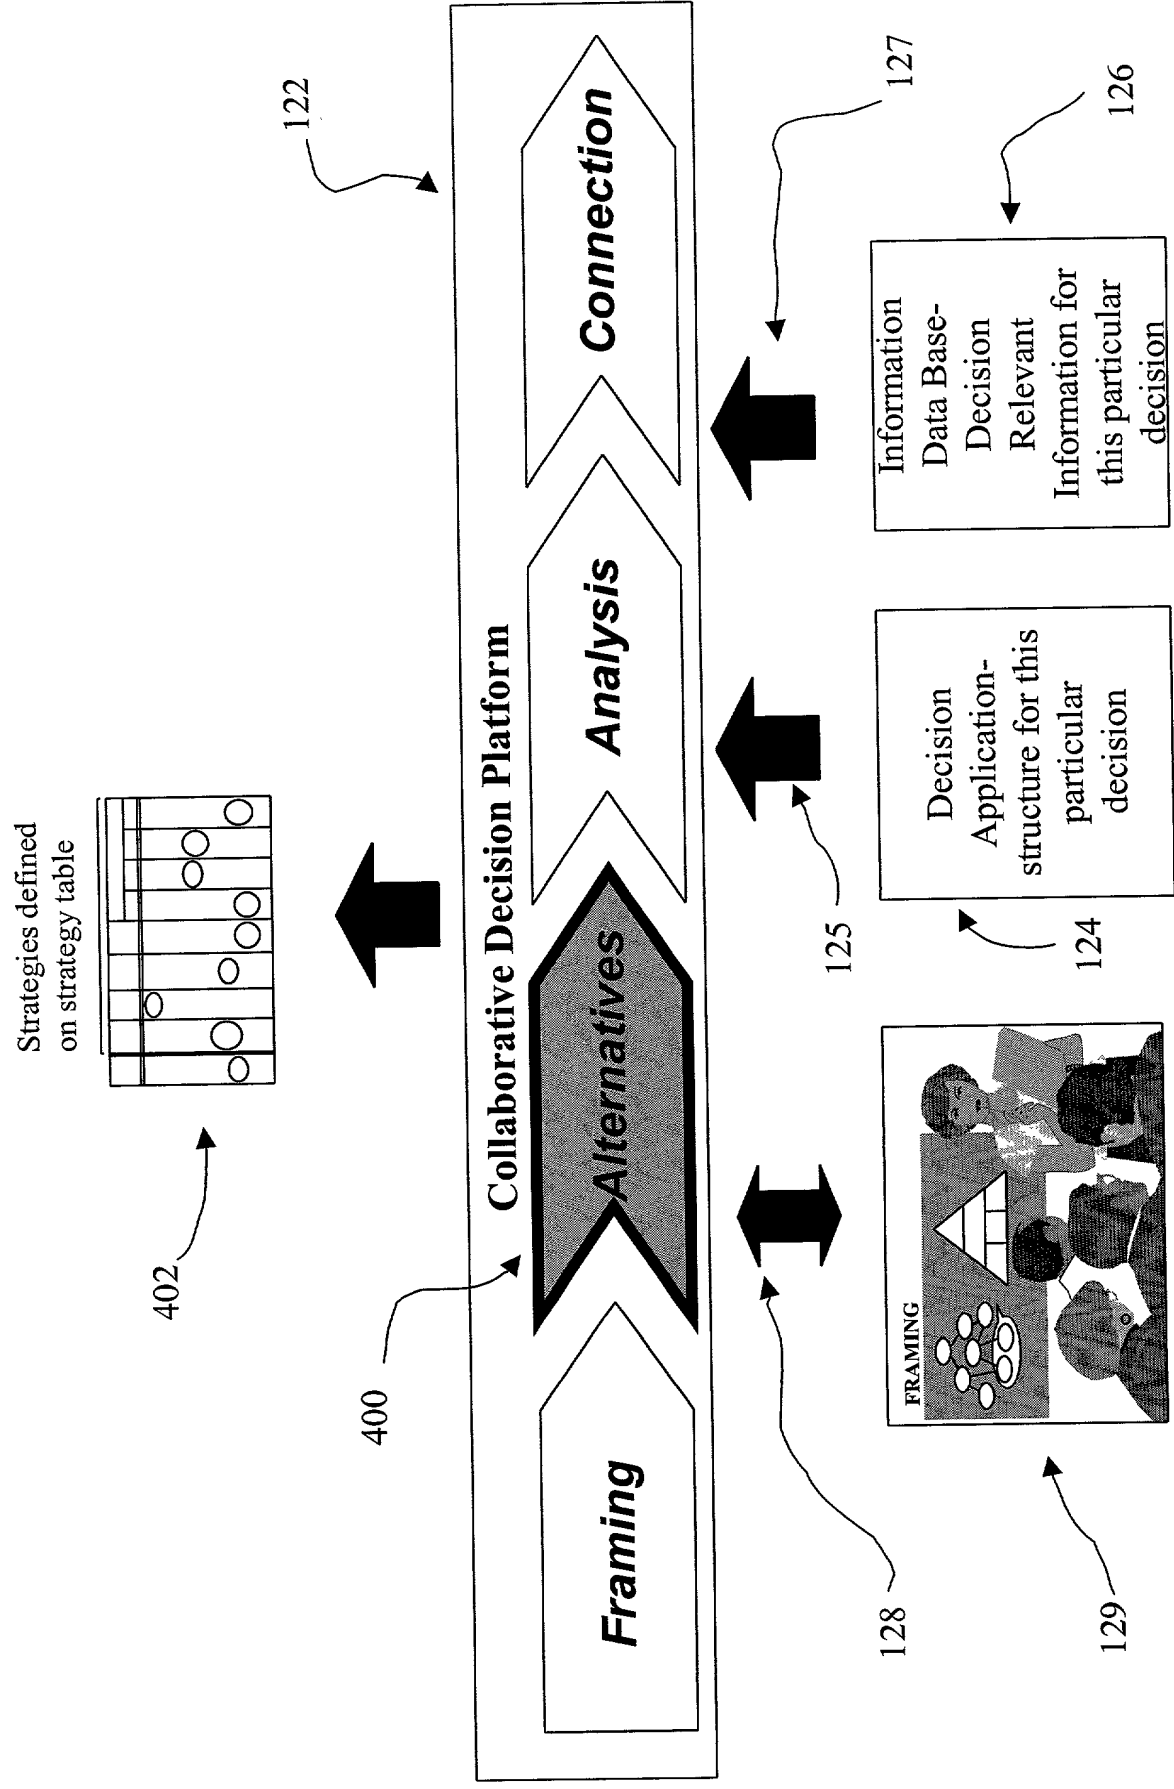 Strategies defined
on strategy table
402
122
400
Collaborative Decision Platform
Framing
Alternatives
Analysis
Connection
128
125
127
129
FRAMING
124
Decision
Application-
structure for this
particular
decision
126
Information
Data Base-
Decision
Relevant
Information for
this particular
decision